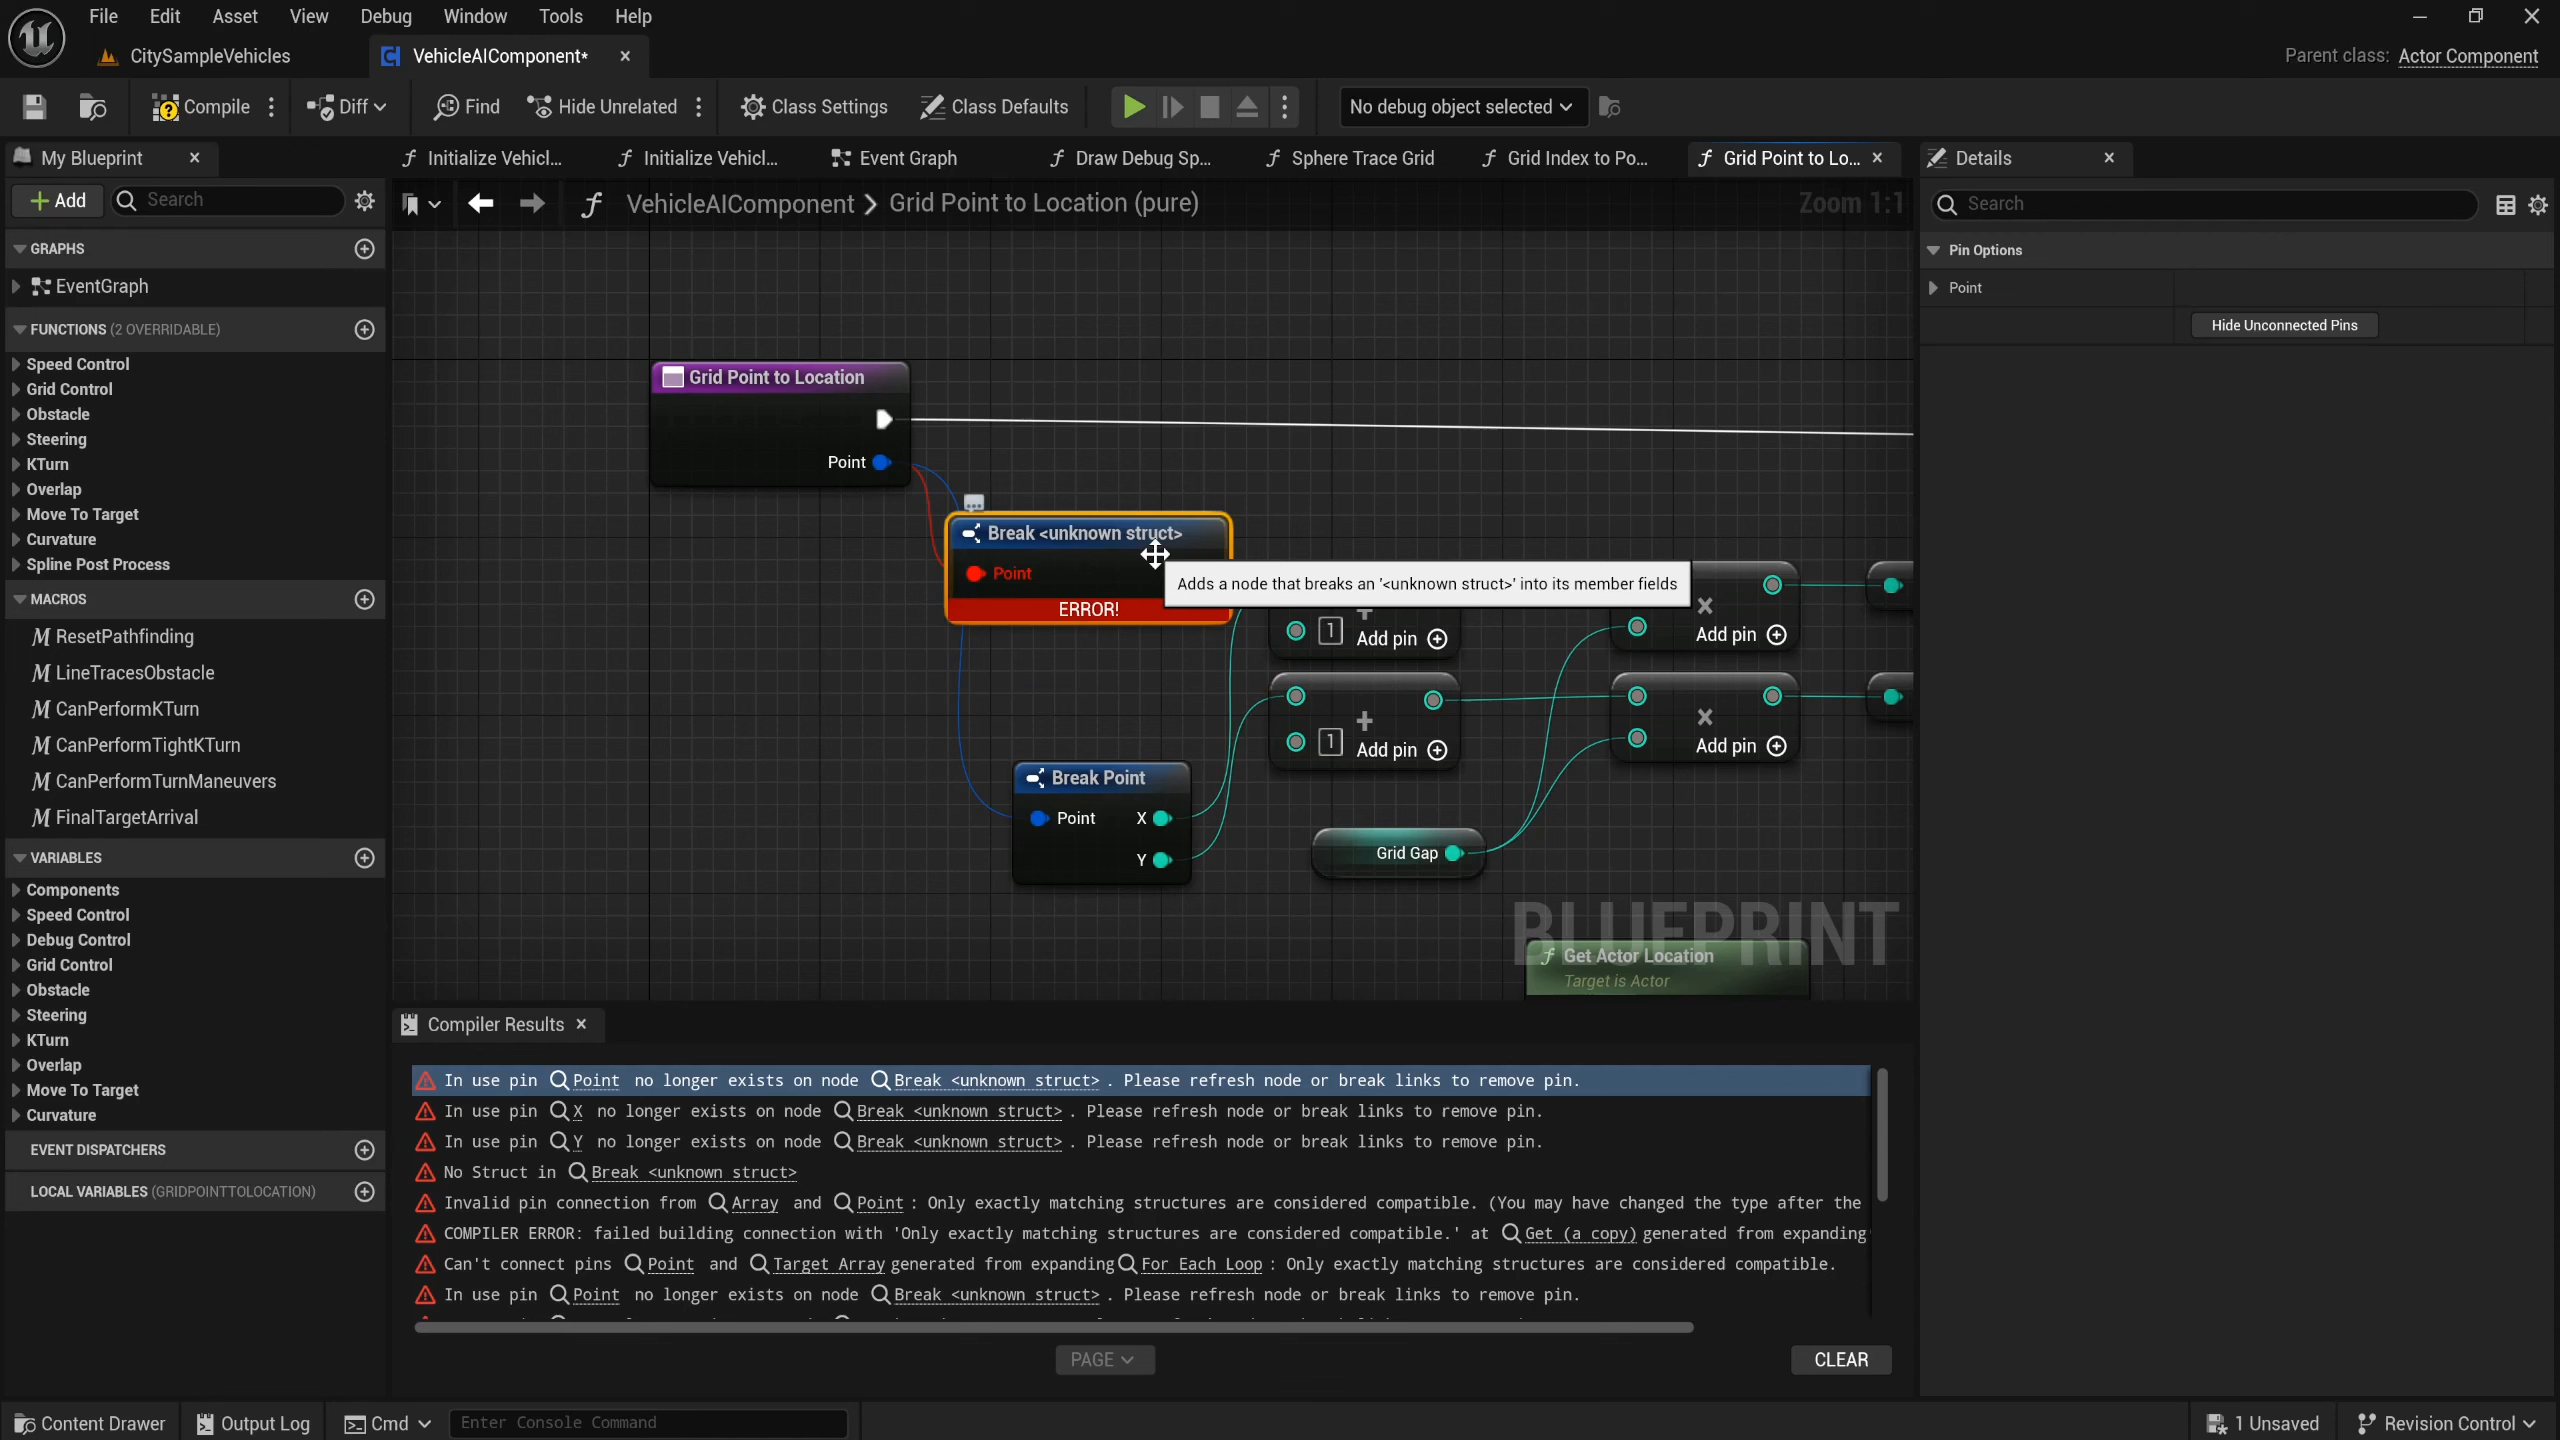 File Edit Asset View Debug Window Tools Help
CitySampleVehicles
VehicleAIComponent*
Parent class: Actor Component
Compile Diff Find Hide Unrelated Class Settings Class Defaults No debug object selected
My Blueprint
Initialize Vehicl... Initialize Vehicl... Event Graph Draw Debug Sp... Sphere Trace Grid Grid Index to Po... Grid Point to Lo...
Details
Add Search
VehicleAIComponent > Grid Point to Location (pure)
Zoom 1:1
Search
GRAPHS
EventGraph
FUNCTIONS (2 OVERRIDABLE)
Speed Control
Grid Control
Obstacle
Steering
KTurn
Overlap
Move To Target
Curvature
Spline Post Process
MACROS
ResetPathfinding
LineTracesObstacle
CanPerformKTurn
CanPerformTightKTurn
CanPerformTurnManeuvers
FinalTargetArrival
VARIABLES
Components
Speed Control
Debug Control
Grid Control
Obstacle
Steering
KTurn
Overlap
Move To Target
Curvature
EVENT DISPATCHERS
LOCAL VARIABLES (GRIDPOINTTOLOCATION)
Pin Options
Point
Hide Unconnected Pins
Grid Point to Location
Point
Break <unknown struct>
Point
ERROR!
Adds a node that breaks an '<unknown struct>' into its member fields
1 Add pin
Add pin
1 Add pin
Add pin
Break Point
Point X
Y
Grid Gap
BLUEPRINT
Get Actor Location
Target is Actor
Compiler Results
In use pin Point no longer exists on node Break <unknown struct> . Please refresh node or break links to remove pin.
In use pin X no longer exists on node Break <unknown struct> . Please refresh node or break links to remove pin.
In use pin Y no longer exists on node Break <unknown struct> . Please refresh node or break links to remove pin.
No Struct in Break <unknown struct>
Invalid pin connection from Array and Point : Only exactly matching structures are considered compatible. (You may have changed the type after the
COMPILER ERROR: failed building connection with 'Only exactly matching structures are considered compatible.' at Get (a copy) generated from expanding
Can't connect pins Point and Target Array generated from expanding For Each Loop : Only exactly matching structures are considered compatible.
In use pin Point no longer exists on node Break <unknown struct> . Please refresh node or break links to remove pin.
PAGE
CLEAR
Content Drawer Output Log Cmd Enter Console Command
1 Unsaved Revision Control